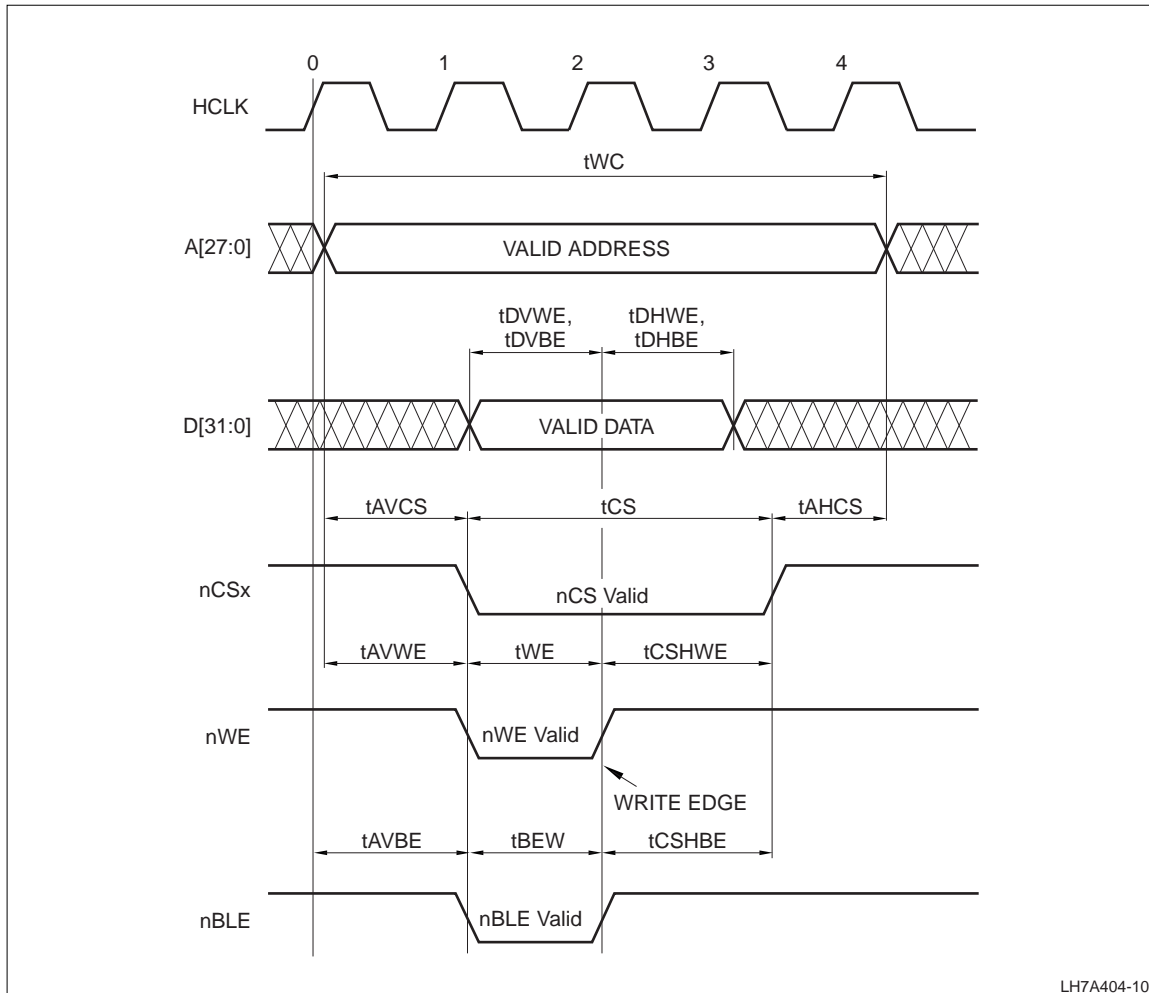 0 1 2 3 4
HCLK
tWC
A[27:0]
VALID ADDRESS
tDVWE,
tDVBE
tDHWE,
tDHBE
D[31:0]
VALID DATA
tAVCS tCS tAHCS
nCSx
nCS Valid
tAVWE tWE tCSHWE
nWE
nWE Valid
WRITE EDGE
tAVBE tBEW tCSHBE
nBLE
nBLE Valid
LH7A404-10